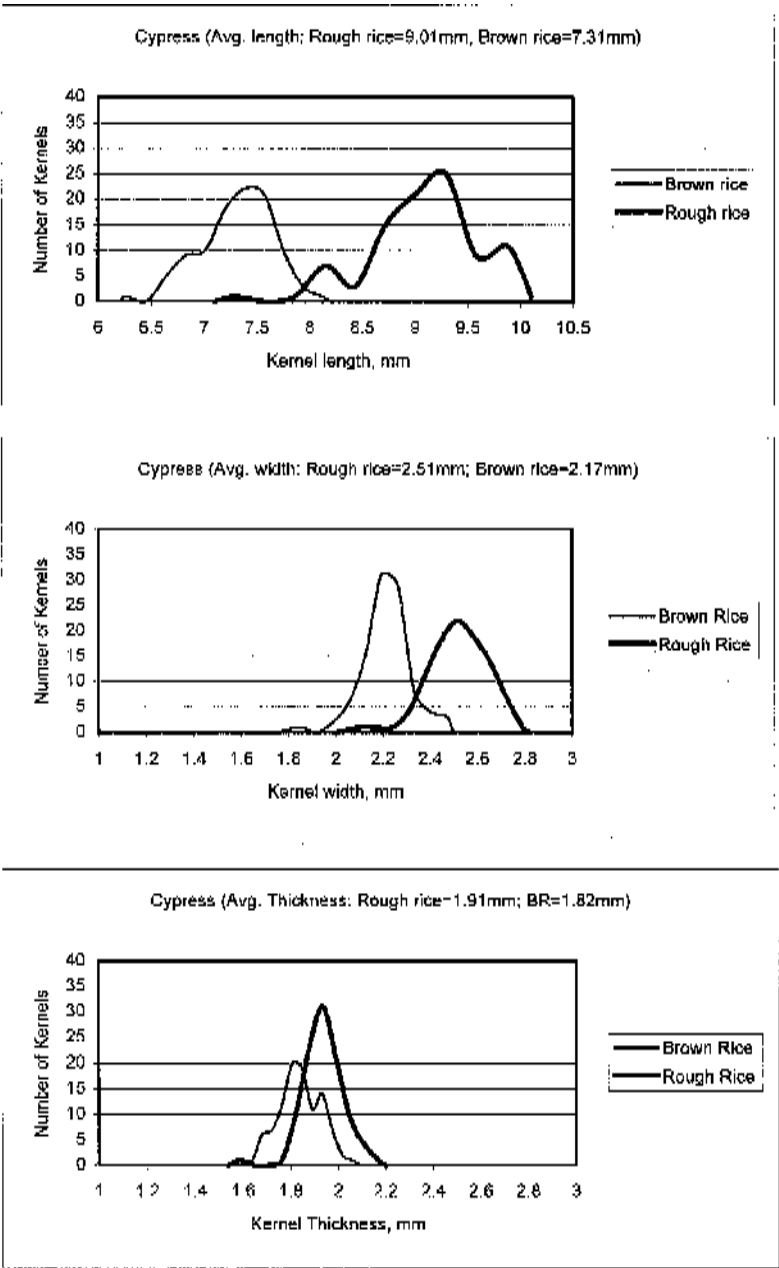 Cypress (Avg. length; Rough rice=9.01mm, Brown rice=7.31mm)
40
35
30
25
20
15
10
5
0
Number of Kernels
6 6.5 7 7.5 8 8.5 9 9.5 10 10.5
Kernel length, mm
Brown rice
Rough rice
Cypress (Avg. width: Rough rice=2.51mm; Brown rice=2.17mm)
40
35
30
25
20
15
10
5
0
Number of Kernels
1 1.2 1.4 1.6 1.8 2 2.2 2.4 2.6 2.8 3
Kernel width, mm
Brown Rice
Rough Rice
Cypress (Avg. Thickness: Rough rice=1.91mm; BR=1.82mm)
40
35
30
25
20
15
10
5
0
Number of Kernels
1 1.2 1.4 1.6 1.8 2 2.2 2.4 2.6 2.8 3
Kernel Thickness, mm
Brown Rice
Rough Rice